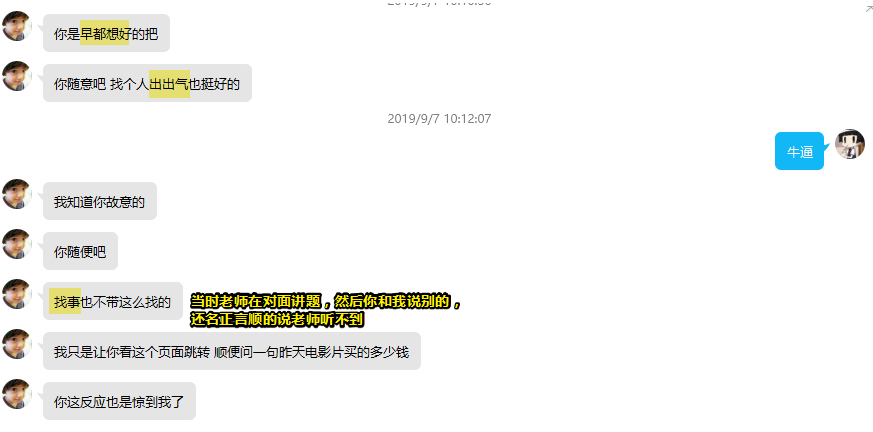 你是早都想好的把
你随意吧 找个人出出气也挺好的
2019/9/7 10:12:07
牛逼
我知道你故意的
你随便吧
找事也不带这么找的
当时老师在对面讲题，然后你和我说别的，
还名正言顺的说老师听不到
我只是让你看这个页面跳转 顺便问一句昨天电影片买的多少钱
你这反应也是惊到我了